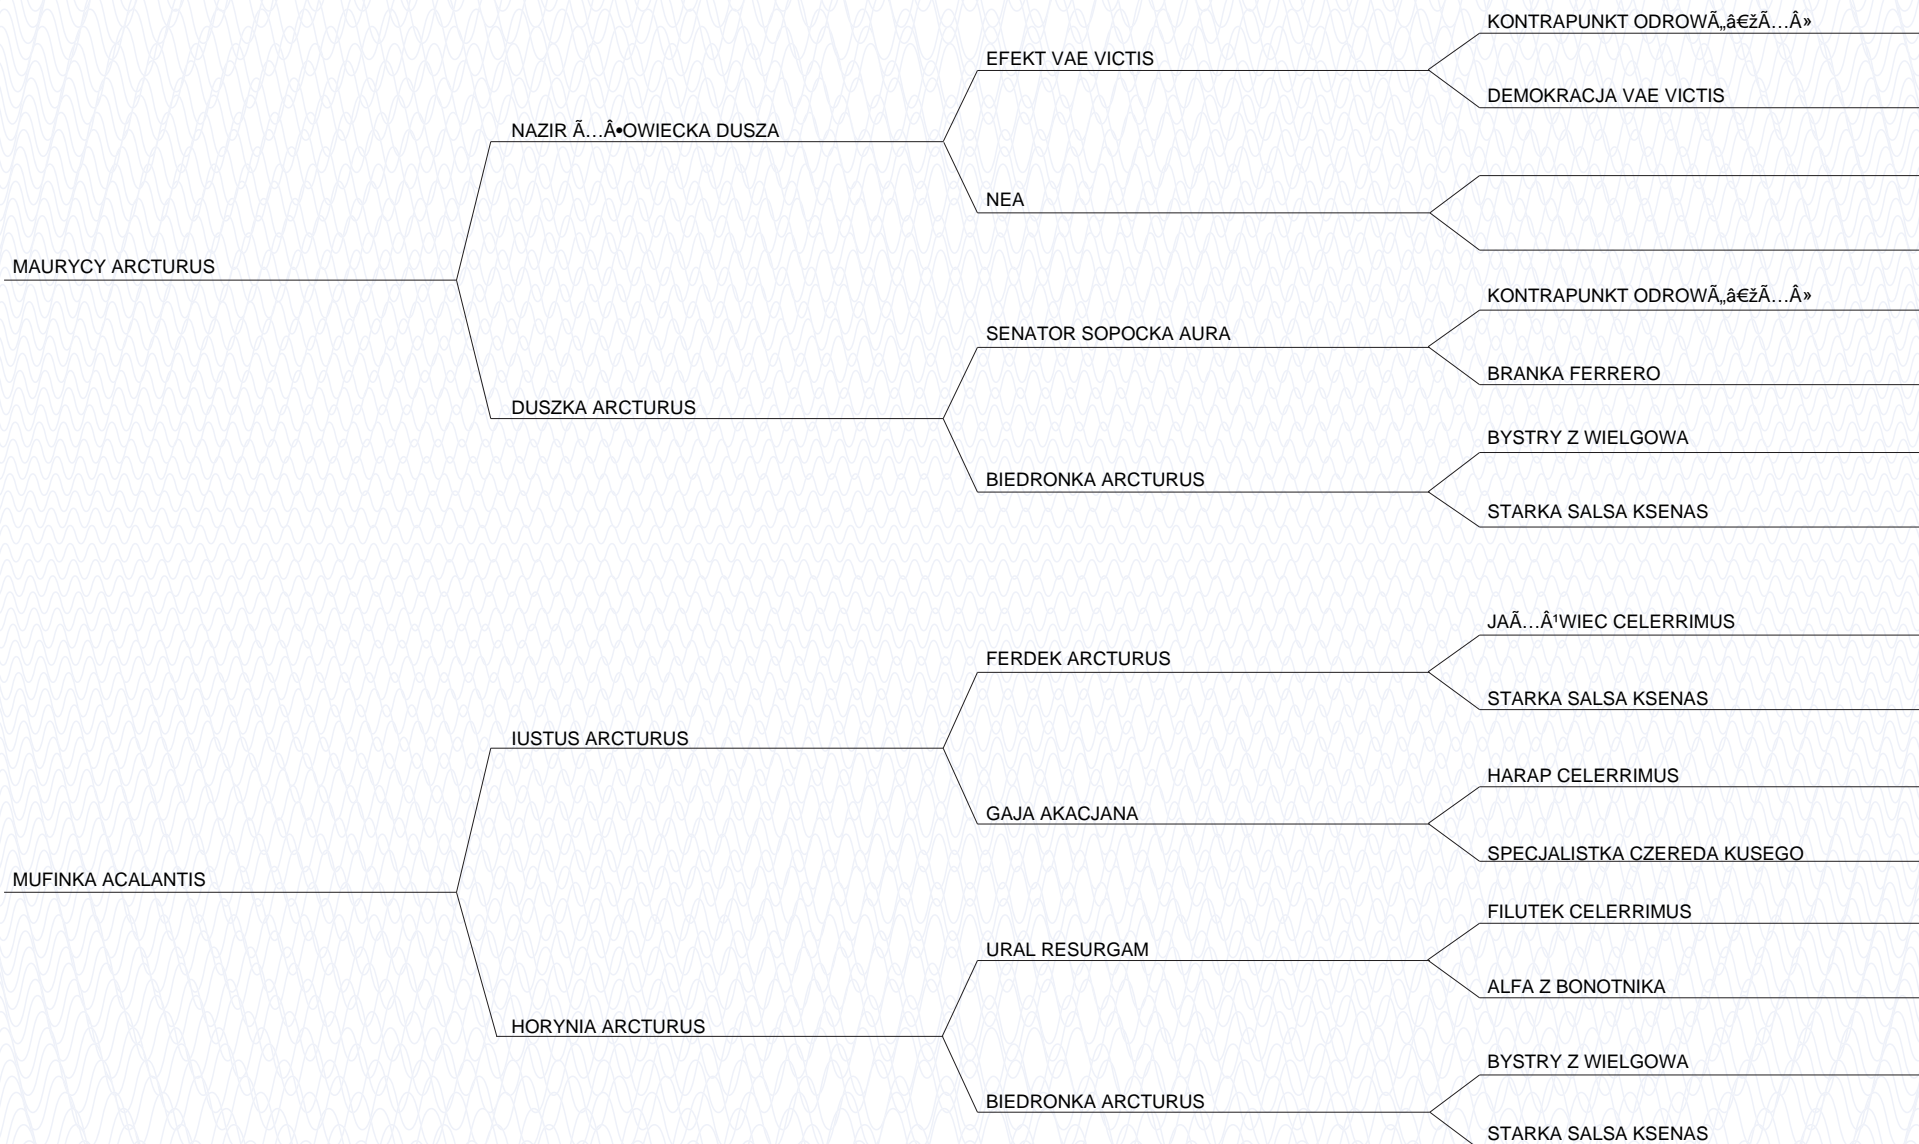 KONTRAPUNKT ODROWÃ„â€žÃ…Â»
EFEKT VAE VICTIS
DEMOKRACJA VAE VICTIS
NAZIR Ã…Â•OWIECKA DUSZA
NEA
MAURYCY ARCTURUS
KONTRAPUNKT ODROWÃ„â€žÃ…Â»
SENATOR SOPOCKA AURA
BRANKA FERRERO
DUSZKA ARCTURUS
BYSTRY Z WIELGOWA
BIEDRONKA ARCTURUS
STARKA SALSA KSENAS
JAÃ…Â¹WIEC CELERRIMUS
FERDEK ARCTURUS
STARKA SALSA KSENAS
IUSTUS ARCTURUS
HARAP CELERRIMUS
GAJA AKACJANA
SPECJALISTKA CZEREDA KUSEGO
MUFINKA ACALANTIS
FILUTEK CELERRIMUS
URAL RESURGAM
ALFA Z BONOTNIKA
HORYNIA ARCTURUS
BYSTRY Z WIELGOWA
BIEDRONKA ARCTURUS
STARKA SALSA KSENAS